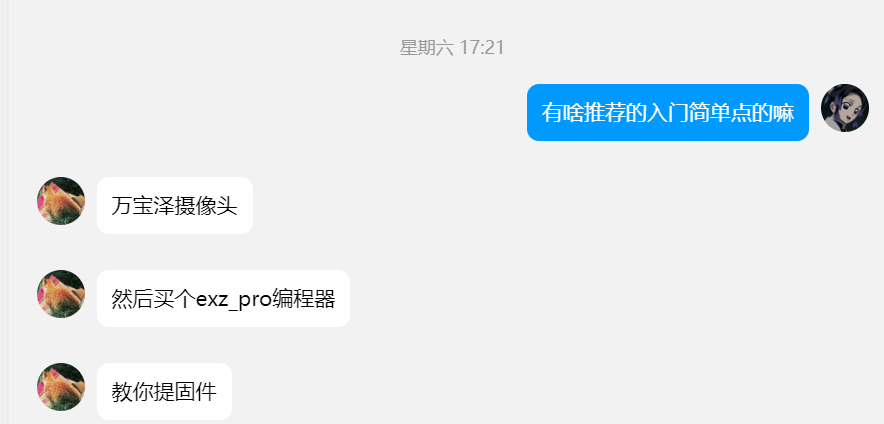 星期六 17:21
有啥推荐的入门简单点的嘛
万宝泽摄像头
然后买个exz_pro编程器
教你提固件